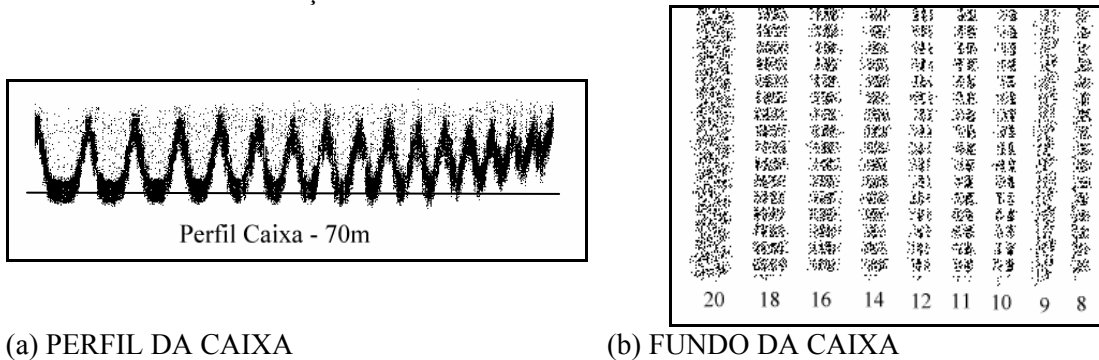 Perfil Caixa - 70m
20 18 16 14 12 11 10 9 8
(a) PERFIL DA CAIXA
(b) FUNDO DA CAIXA